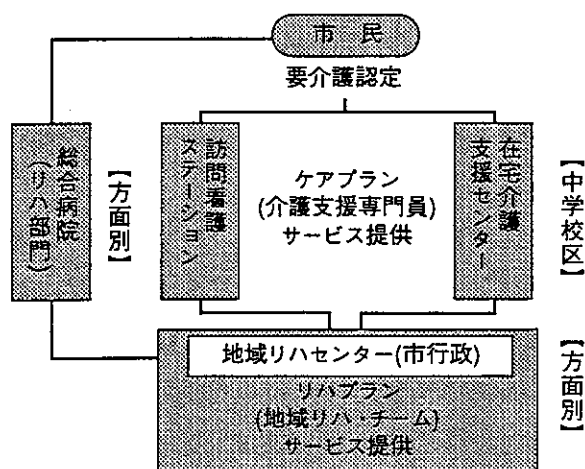 市 民
要介護認定
総合病院
(リハ部門)
【方面別】
訪問看護
ステーション
ケアプラン
(介護支援専門員)
サービス提供
在宅介護
支援センター
【中学校区】
地域リハセンター(市行政)
リハプラン
(地域リハ・チーム)
サービス提供
【方面別】